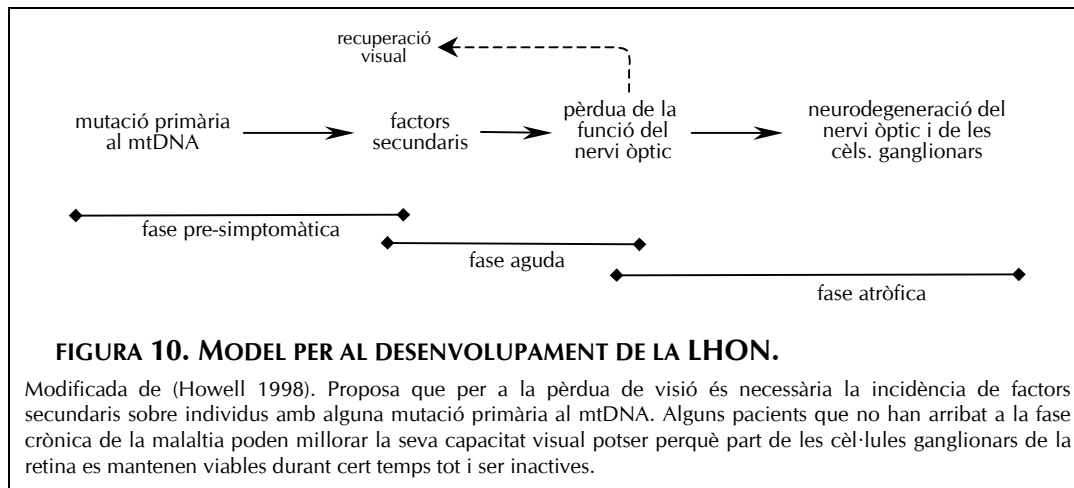 recuperació
visual
mutació primària
al mtDNA
factors
secundaris
pèrdua de la
funció del
nervi òptic
neurodegeneració del
nervi òptic i de les
cèls. ganglionars
fase pre-simptomàtica
fase aguda
fase atròfica
FIGURA 10. MODEL PER AL DESENVOLUPAMENT DE LA LHON.
Modificada de (Howell 1998). Proposa que per a la pèrdua de visió és necessària la incidència de factors
secundaris sobre individus amb alguna mutació primària al mtDNA. Alguns pacients que no han arribat a la fase
crònica de la malaltia poden millorar la seva capacitat visual potser perquè part de les cèl·lules ganglionars de la
retina es mantenen viables durant cert temps tot i ser inactives.